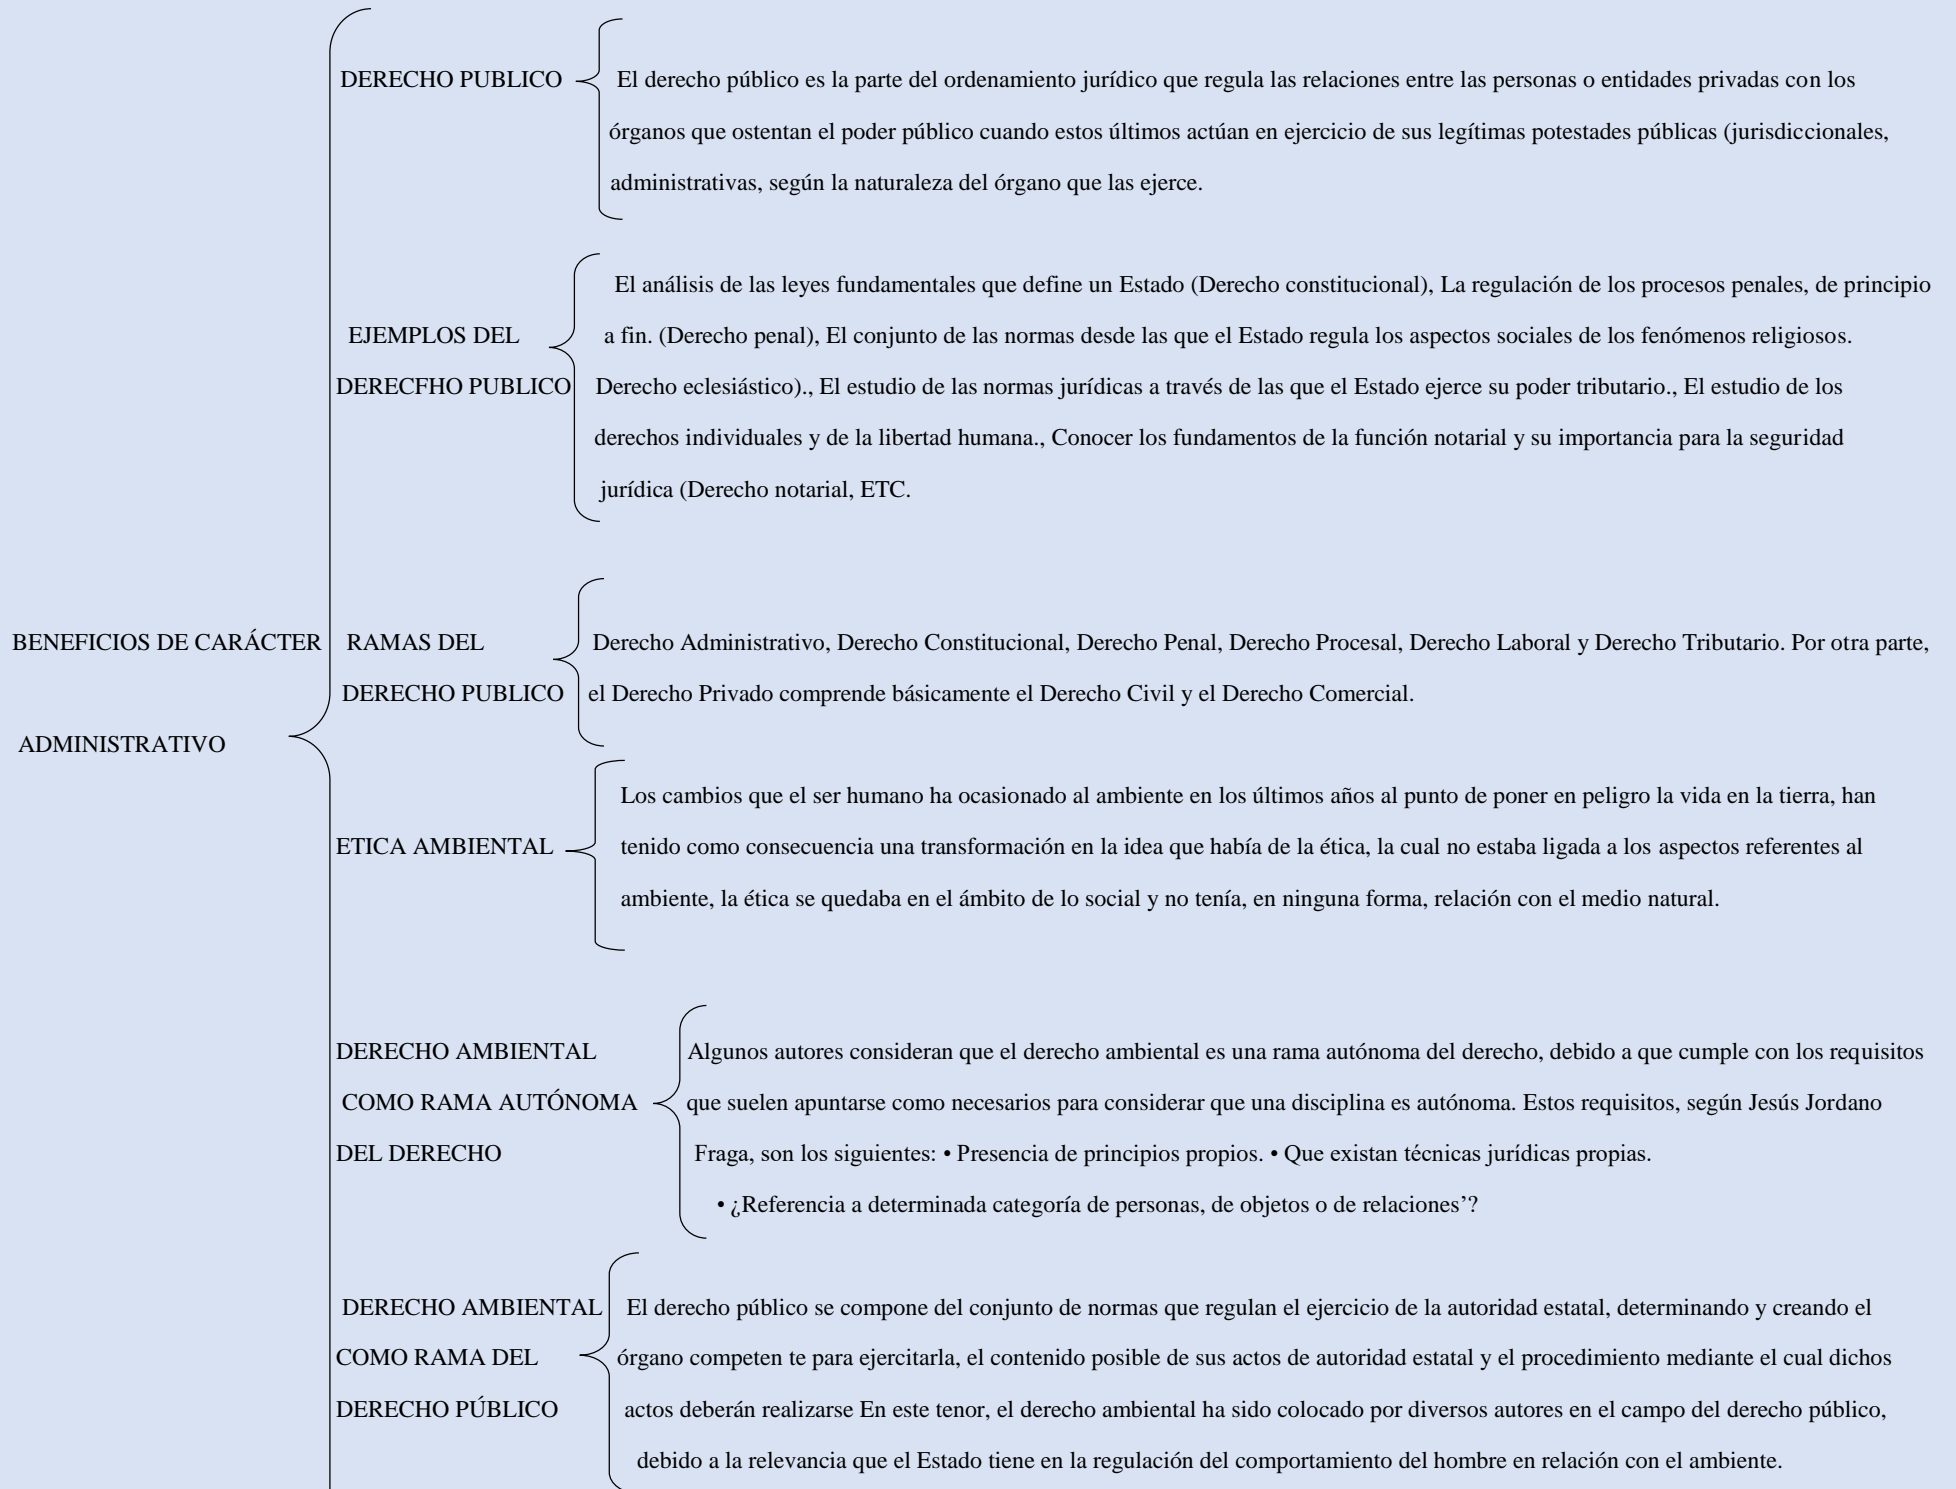 DERECHO PUBLICO
El derecho público es la parte del ordenamiento jurídico que regula las relaciones entre las personas o entidades privadas con los
órganos que ostentan el poder público cuando estos últimos actúan en ejercicio de sus legítimas potestades públicas (jurisdiccionales,
administrativas, según la naturaleza del órgano que las ejerce.
EJEMPLOS DEL
DERECFHO PUBLICO
El análisis de las leyes fundamentales que define un Estado (Derecho constitucional), La regulación de los procesos penales, de principio
a fin. (Derecho penal), El conjunto de las normas desde las que el Estado regula los aspectos sociales de los fenómenos religiosos.
Derecho eclesiástico)., El estudio de las normas jurídicas a través de las que el Estado ejerce su poder tributario., El estudio de los
derechos individuales y de la libertad humana., Conocer los fundamentos de la función notarial y su importancia para la seguridad
jurídica (Derecho notarial, ETC.
BENEFICIOS DE CARÁCTER
ADMINISTRATIVO
RAMAS DEL
DERECHO PUBLICO
Derecho Administrativo, Derecho Constitucional, Derecho Penal, Derecho Procesal, Derecho Laboral y Derecho Tributario. Por otra parte,
el Derecho Privado comprende básicamente el Derecho Civil y el Derecho Comercial.
ETICA AMBIENTAL
Los cambios que el ser humano ha ocasionado al ambiente en los últimos años al punto de poner en peligro la vida en la tierra, han
tenido como consecuencia una transformación en la idea que había de la ética, la cual no estaba ligada a los aspectos referentes al
ambiente, la ética se quedaba en el ámbito de lo social y no tenía, en ninguna forma, relación con el medio natural.
DERECHO AMBIENTAL
COMO RAMA AUTÓNOMA
DEL DERECHO
Algunos autores consideran que el derecho ambiental es una rama autónoma del derecho, debido a que cumple con los requisitos
que suelen apuntarse como necesarios para considerar que una disciplina es autónoma. Estos requisitos, según Jesús Jordano
Fraga, son los siguientes: • Presencia de principios propios. • Que existan técnicas jurídicas propias.
• ¿Referencia a determinada categoría de personas, de objetos o de relaciones’?
DERECHO AMBIENTAL
COMO RAMA DEL
DERECHO PÚBLICO
El derecho público se compone del conjunto de normas que regulan el ejercicio de la autoridad estatal, determinando y creando el
órgano competen te para ejercitarla, el contenido posible de sus actos de autoridad estatal y el procedimiento mediante el cual dichos
actos deberán realizarse En este tenor, el derecho ambiental ha sido colocado por diversos autores en el campo del derecho público,
debido a la relevancia que el Estado tiene en la regulación del comportamiento del hombre en relación con el ambiente.